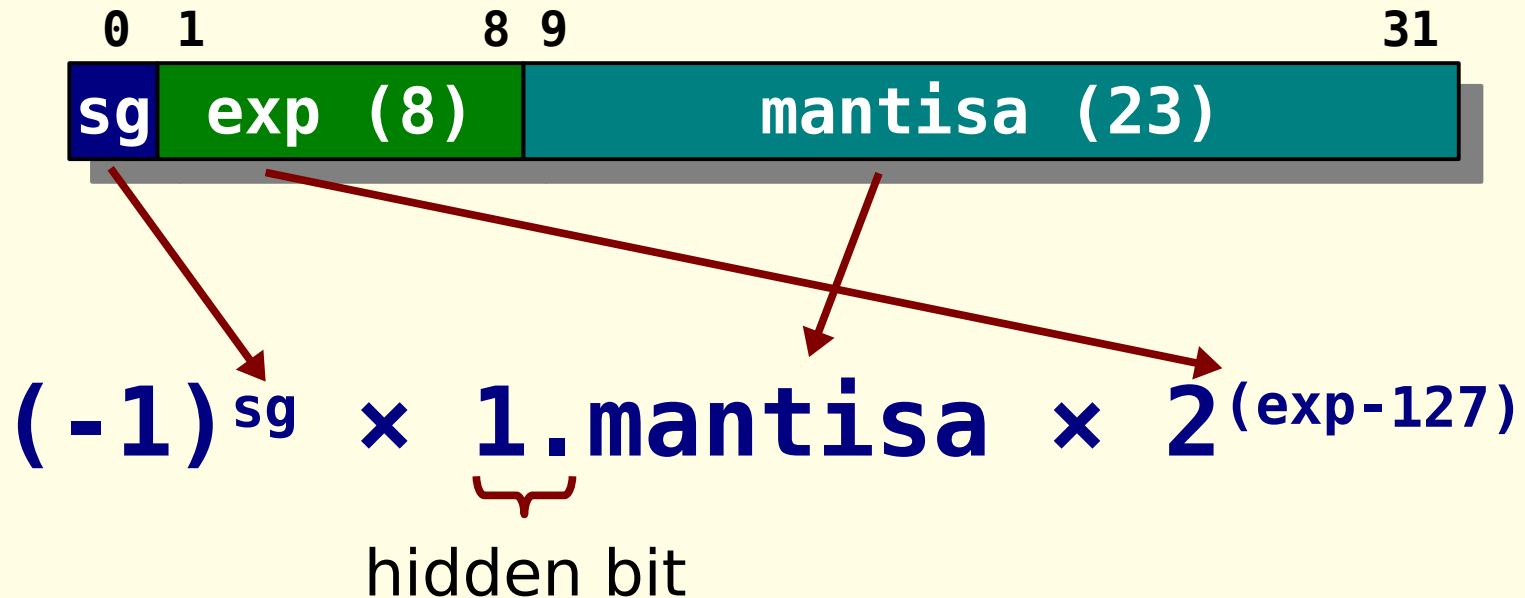 0 1 8 9 31
sg exp (8) mantisa (23)
(-1)^sg × 1.mantisa × 2^(exp-127)
hidden bit